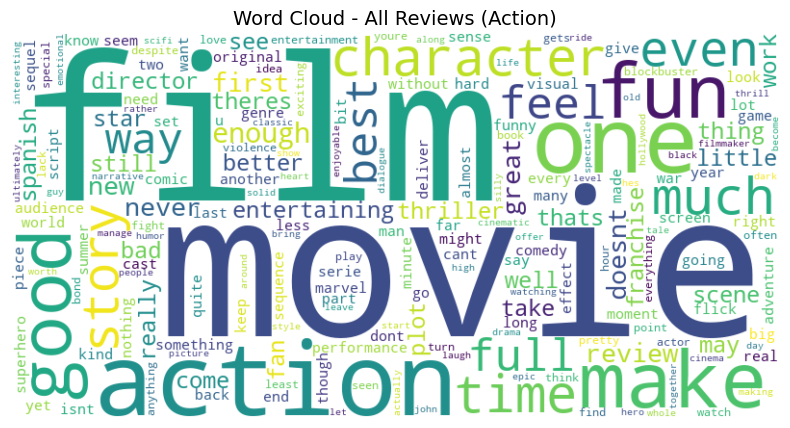 Word Cloud - All Reviews (Action)
film
movie
action
good
story
character
fun
one
even
make
much
time
full
feel
way
best
enough
first
director
star
still
new
spanish
script
sequel
know
seem
see
theres
original
idea
genre
better
another
violence
comic
set
need
two
want
love
entertainment
youre
along
sense
without
hard
visual
funny
book
bit
exciting
deliver
almost
great
every
many
gets
ride
life
give
blockbuster
look
lot
game
work
thing
little
year
war
old
thrill
hollywood
black
filmmaker
become
spectacle
level
hes
made
silly
dialogue
enjoyable
classic
show
heart
solid
narrative
guy
lack
ultimately
rather
despite
scifi
interesting
special
emotional
u
audience
world
never
last
entertaining
thriller
less
bring
man
far
might
cinematic
offer
thats
doesnt
franchise
screen
right
often
dark
tale
everything
going
scene
flick
adventure
moment
point
big
real
day
cinema
pretty
actor
review
may
watch
together
making
hero
whole
find
think
epic
laugh
turn
drama
high
watching
hour
effect
comedy
say
well
take
long
cant
go
minute
plot
start
dont
performance
play
serie
marvel
part
leave
around
sequence
keep
fan
style
though
least
end
seen
let
actually
john
quite
something
picture
come
back
anything
really
bad
cast
people
manage
humor
fight
summer
bond
piece
worth
nothing
kind
superhero
yet
isnt